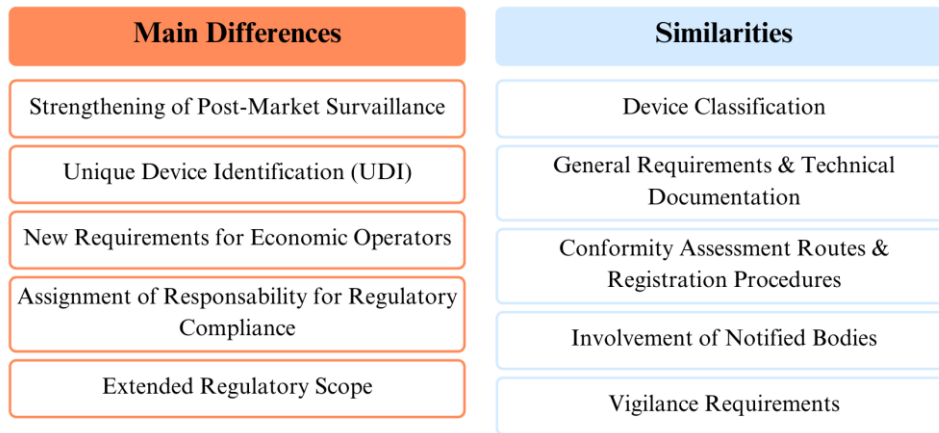 Main Differences
Strengthening of Post-Market Survaillance
Unique Device Identification (UDI)
New Requirements for Economic Operators
Assignment of Responsability for Regulatory
Compliance
Extended Regulatory Scope
Similarities
Device Classification
General Requirements & Technical
Documentation
Conformity Assessment Routes &
Registration Procedures
Involvement of Notified Bodies
Vigilance Requirements